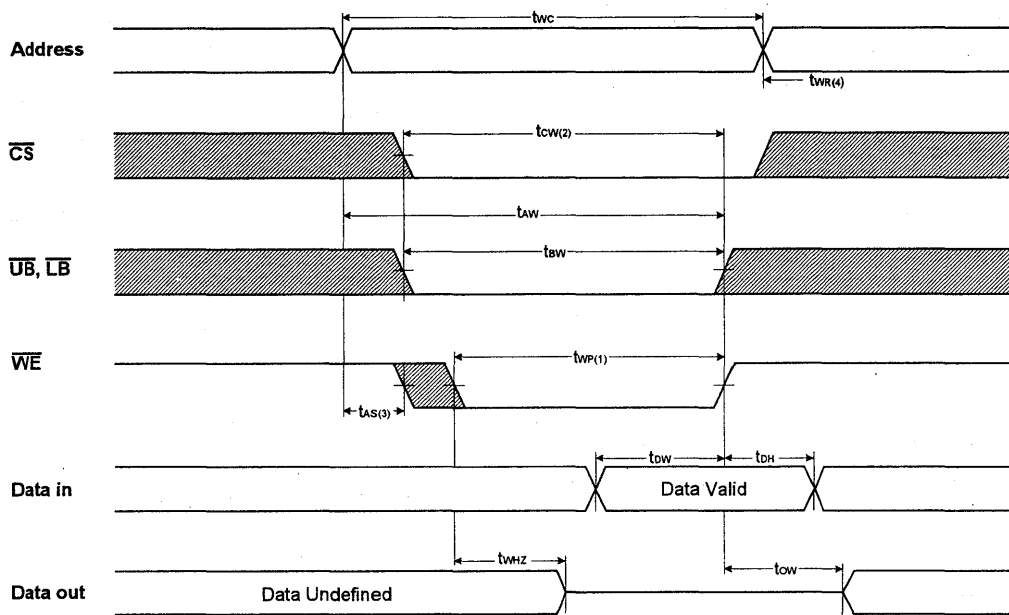 tWC
Address
tWR(4)
tCW(2)
CS
tAW
tBW
UB, LB
WE
tWP(1)
tAS(3)
tDW
tDH
Data in
Data Valid
tWHZ
tOW
Data out
Data Undefined